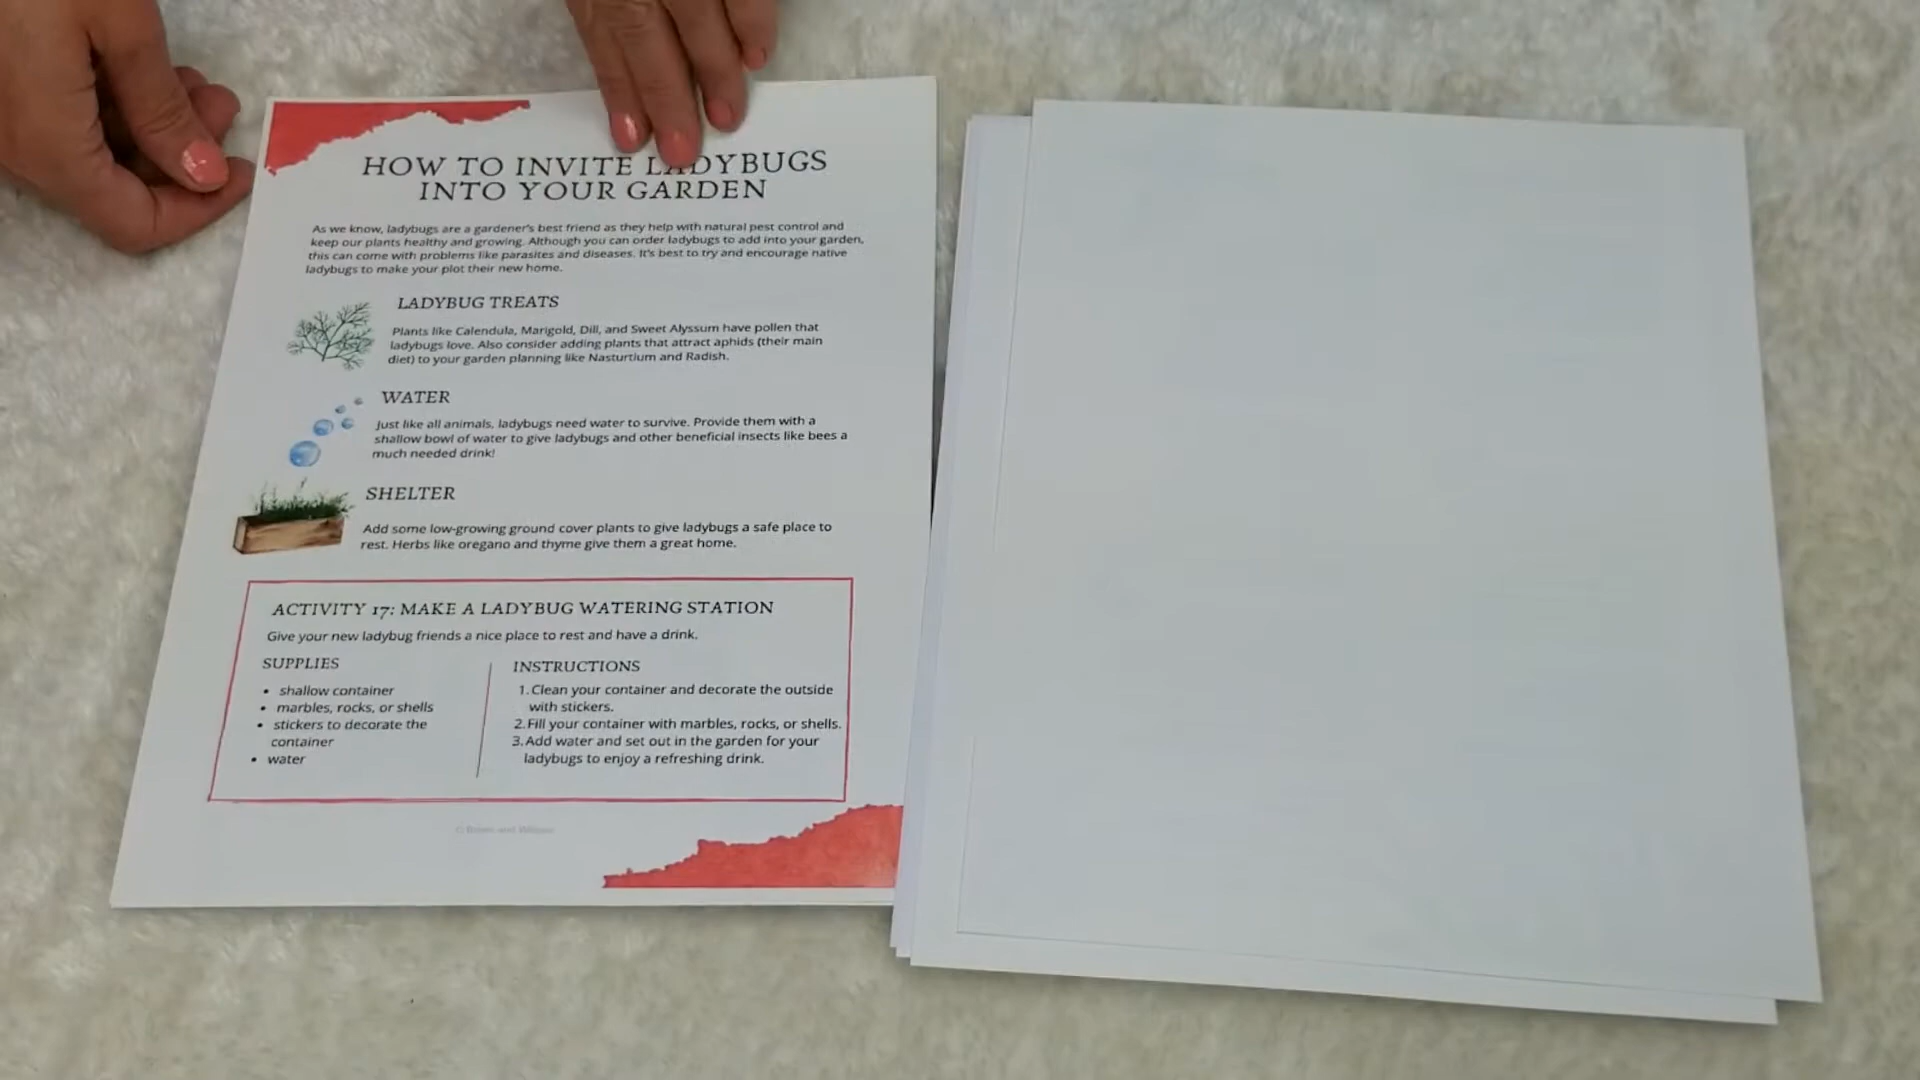 HOW TO INVITE LADYBUGS
INTO YOUR GARDEN
As we know, ladybugs are a gardener's best friend as they help with natural pest control and
keep our plants healthy and growing. Although you can order ladybugs to add into your garden,
this can come with problems like parasites and diseases. It's best to try and encourage native
ladybugs to make your plot their new home.
LADYBUG TREATS
Plants like Calendula, Marigold, Dill, and Sweet Alyssum have pollen that
ladybugs love. Also consider adding plants that attract aphids (their main
diet) to your garden planning like Nasturtium and Radish.
WATER
Just like all animals, ladybugs need water to survive. Provide them with a
shallow bowl of water to give ladybugs and other beneficial insects like bees a
much needed drink!
SHELTER
Add some low-growing ground cover plants to give ladybugs a safe place to
rest. Herbs like oregano and thyme give them a great home.
ACTIVITY 17: MAKE A LADYBUG WATERING STATION
Give your new ladybug friends a nice place to rest and have a drink.
SUPPLIES
• shallow container
• marbles, rocks, or shells
• stickers to decorate the
container
• water
INSTRUCTIONS
1. Clean your container and decorate the outside
with stickers.
2. Fill your container with marbles, rocks, or shells.
3. Add water and set out in the garden for your
ladybugs to enjoy a refreshing drink.